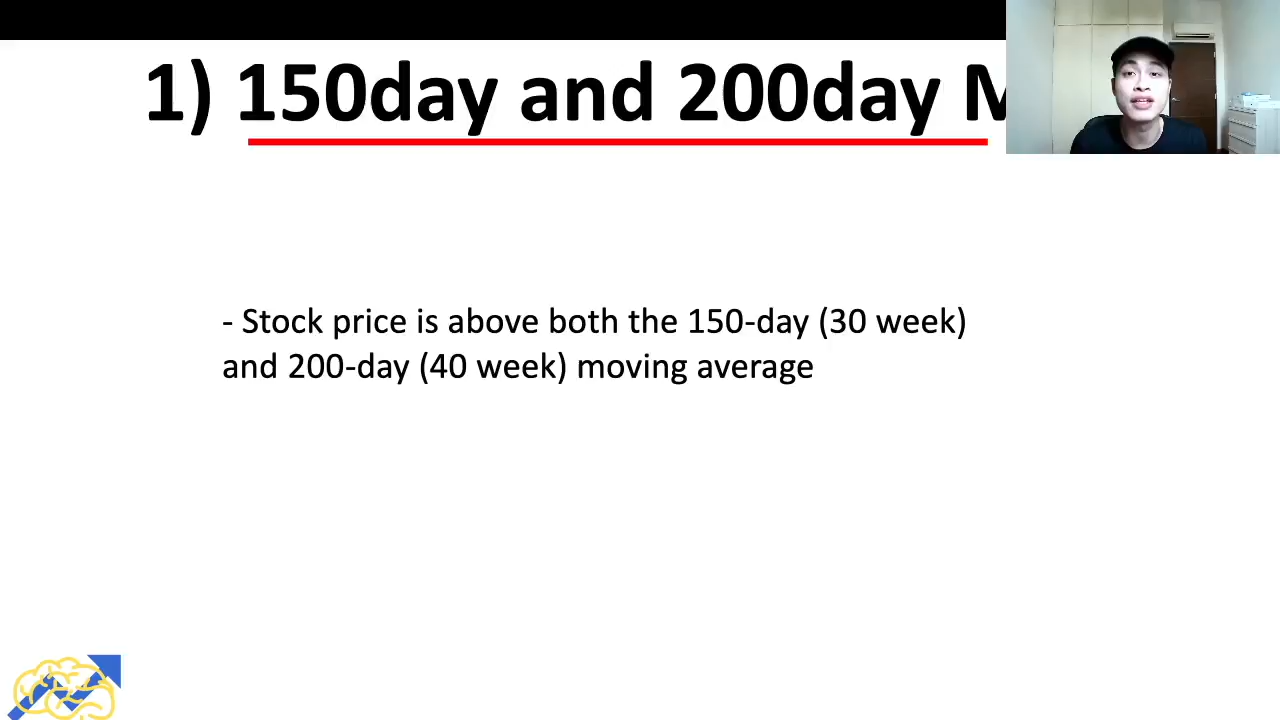 1) 150day and 200day M
- Stock price is above both the 150-day (30 week)
and 200-day (40 week) moving average